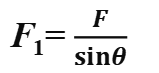 F₁ = F / sinθ